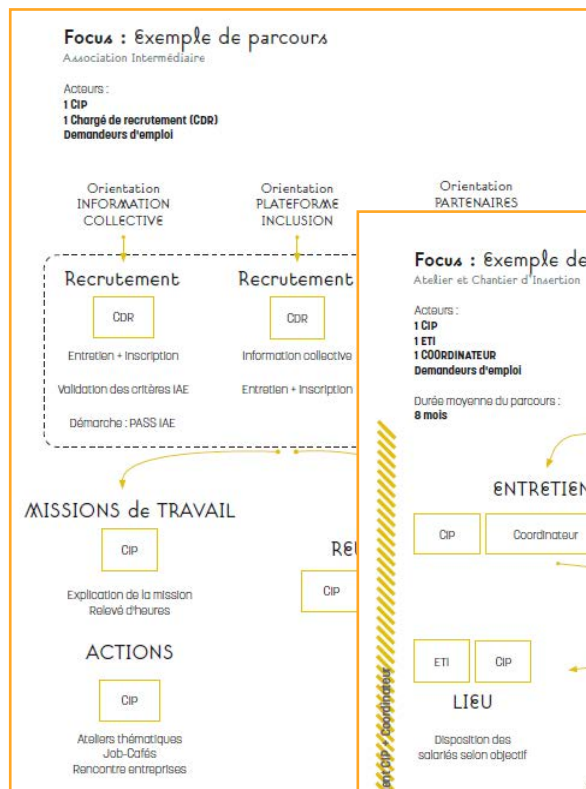 Focus : Exemple de parcours
Association Intermédiaire
Acteurs :
1 CIP
1 Chargé de recrutement (CDR)
Demandeurs d'emploi
Orientation
INFORMATION
COLLECTIVE
Orientation
PLATEFORME
INCLUSION
Orientation
PARTENAIRES
Recrutement
CDR
Entretien + Inscription
Validation des critères IAE
Démarche : PASS IAE
Recrutement
CDR
Information collective
Entretien + Inscription
MISSIONS de TRAVAIL
CIP
Explication de la mission
Relevé d'heures
CIP
ACTIONS
CIP
Ateliers thématiques
Job-Cafés
Rencontre entreprises
Focus : Exemple de
Atelier et Chantier d'Insertion
Acteurs :
1 CIP
1 ETI
1 COORDINATEUR
Demandeurs d'emploi
Durée moyenne du parcours :
8 mois
ENTRETIEN
CIP
Coordinateur
ETI
CIP
LIEU
Disposition des
salariés selon objectif
CIP + Coordinateur